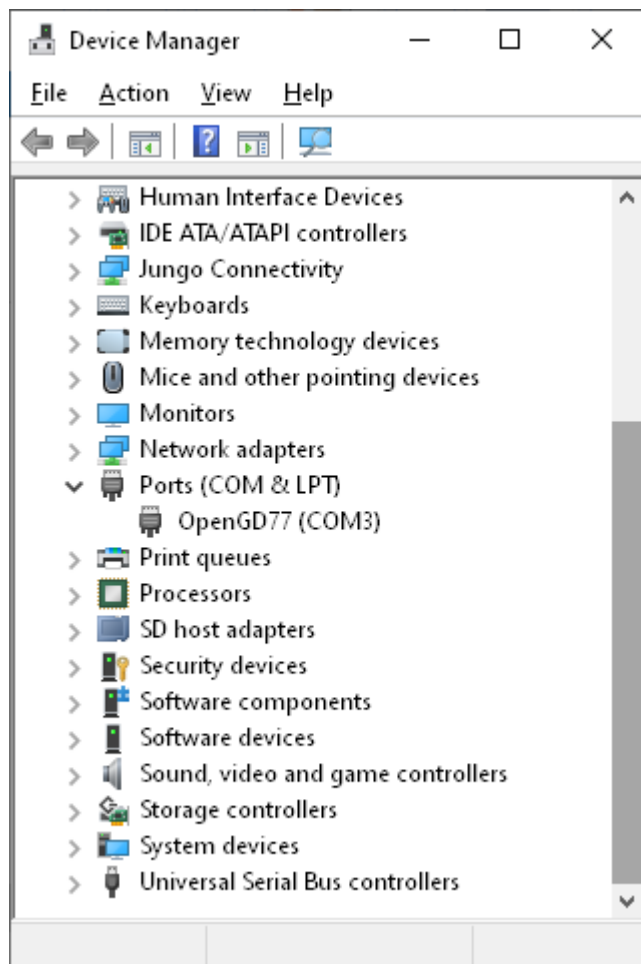 Device Manager
File Action View Help
Human Interface Devices
IDE ATA/ATAPI controllers
Jungo Connectivity
Keyboards
Memory technology devices
Mice and other pointing devices
Monitors
Network adapters
Ports (COM & LPT)
OpenGD77 (COM3)
Print queues
Processors
SD host adapters
Security devices
Software components
Software devices
Sound, video and game controllers
Storage controllers
System devices
Universal Serial Bus controllers